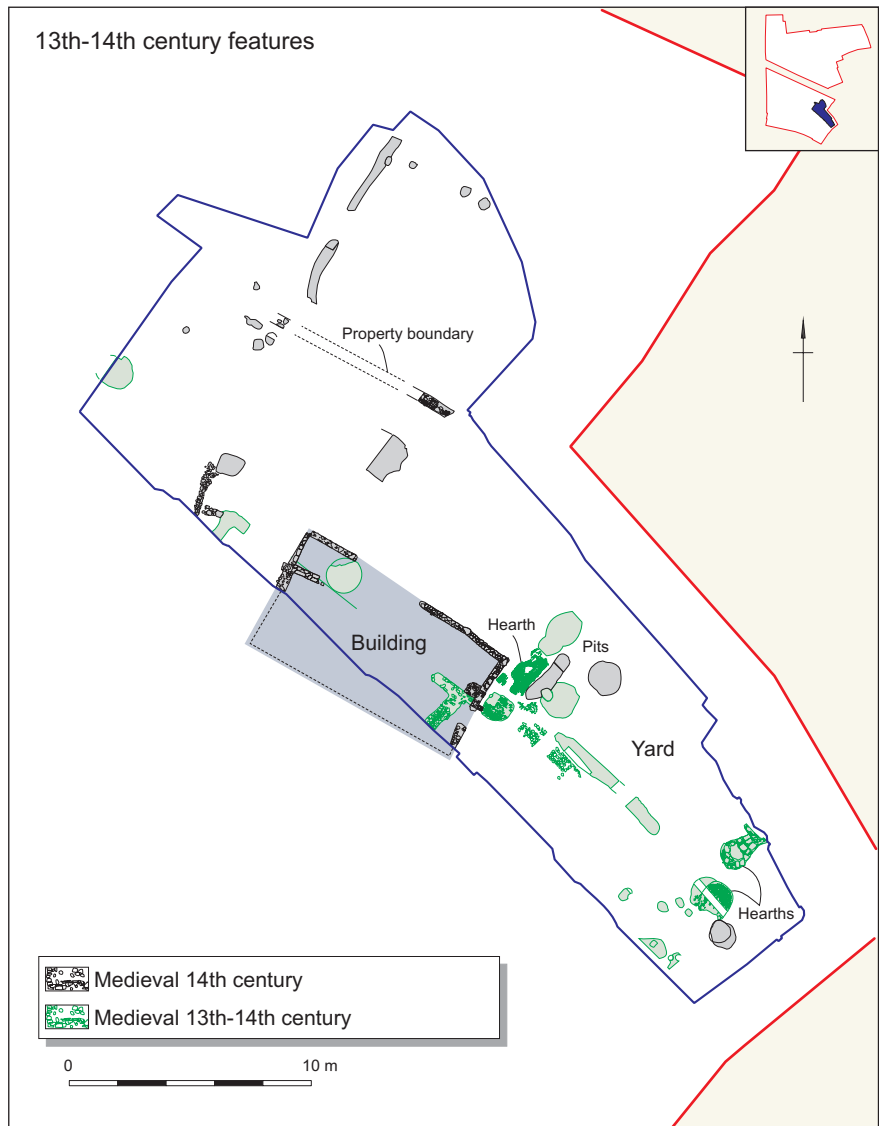 13th-14th century features
Property boundary
Building
Hearth
Pits
Yard
Hearths
Medieval 14th century
Medieval 13th-14th century
0 10 m